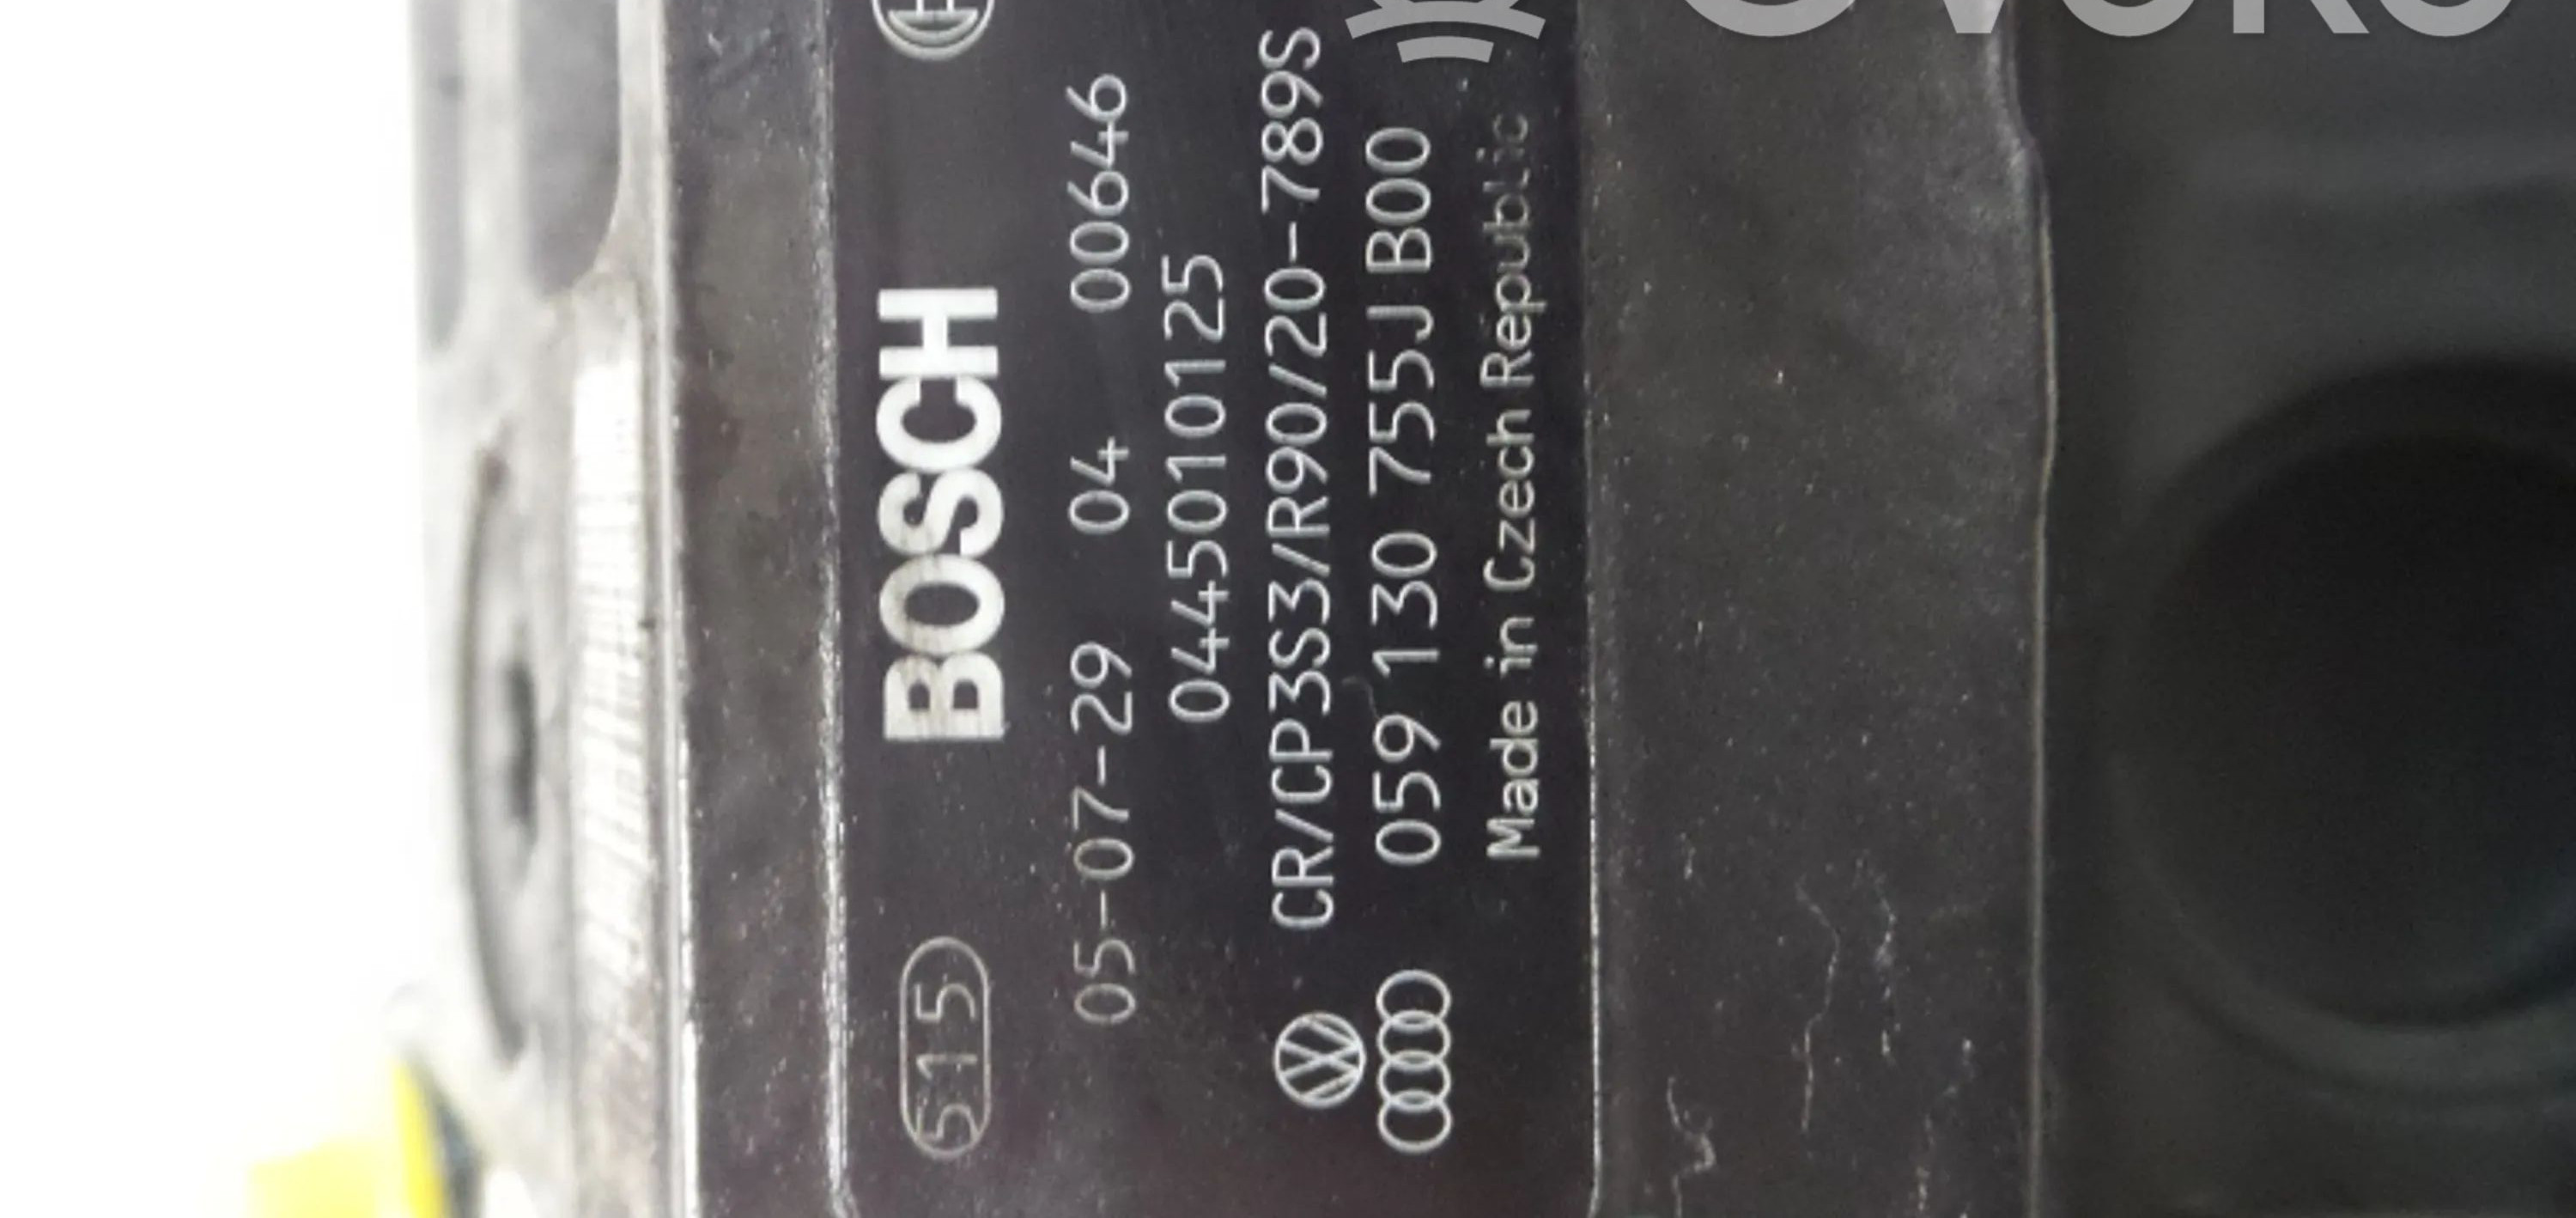 515 BOSCH
05-07-29 04 00646
0445010125
CR/CP3S3/R90/20-789S
059 130 755J B00
Made in Czech Republic